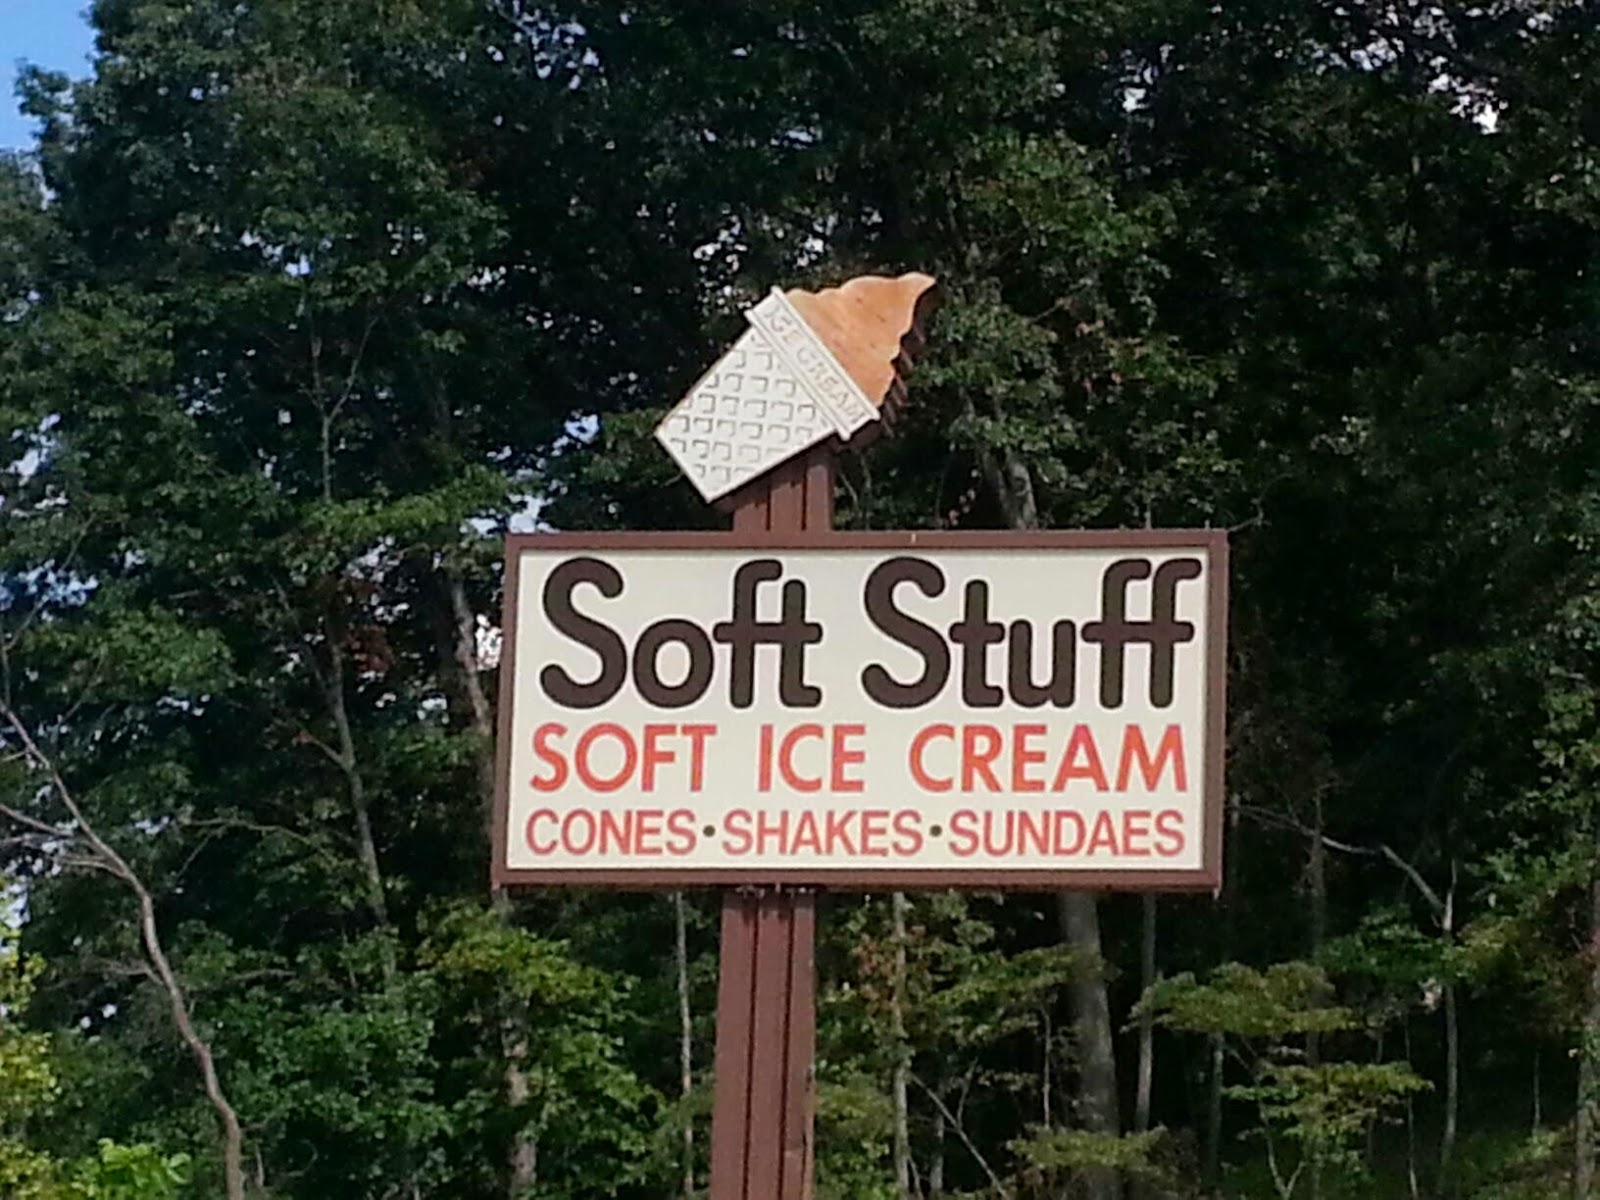 ICE CREAM
Soft Stuff
SOFT ICE CREAM
CONES•SHAKES•SUNDAES